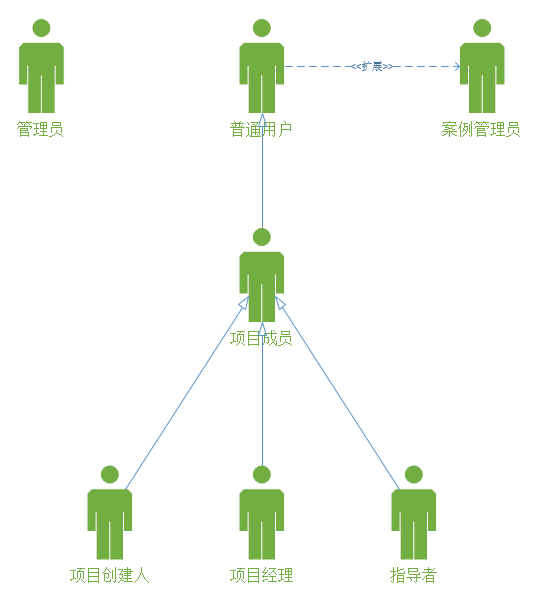 <<扩展>>
管理员
普通用户
案例管理员
项目成员
项目创建人
项目经理
指导者